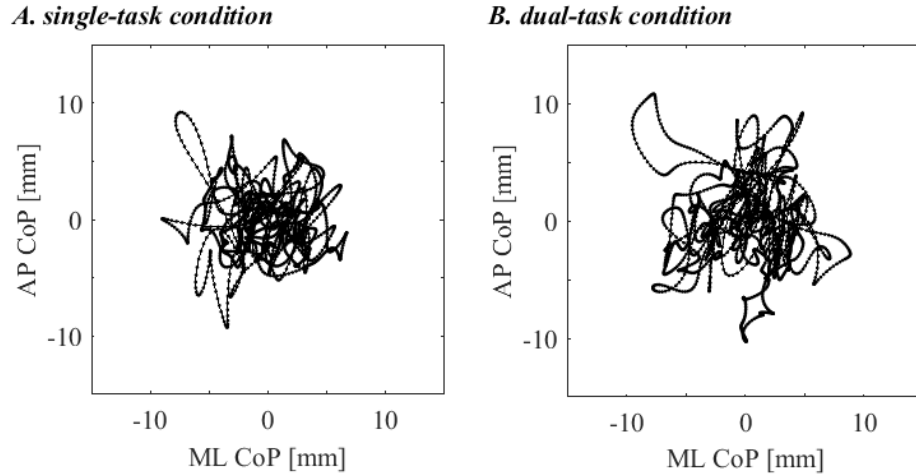 A. single-task condition
B. dual-task condition
10
0
-10
AP CoP [mm]
-10 0 10
ML CoP [mm]
10
0
-10
AP CoP [mm]
-10 0 10
ML CoP [mm]